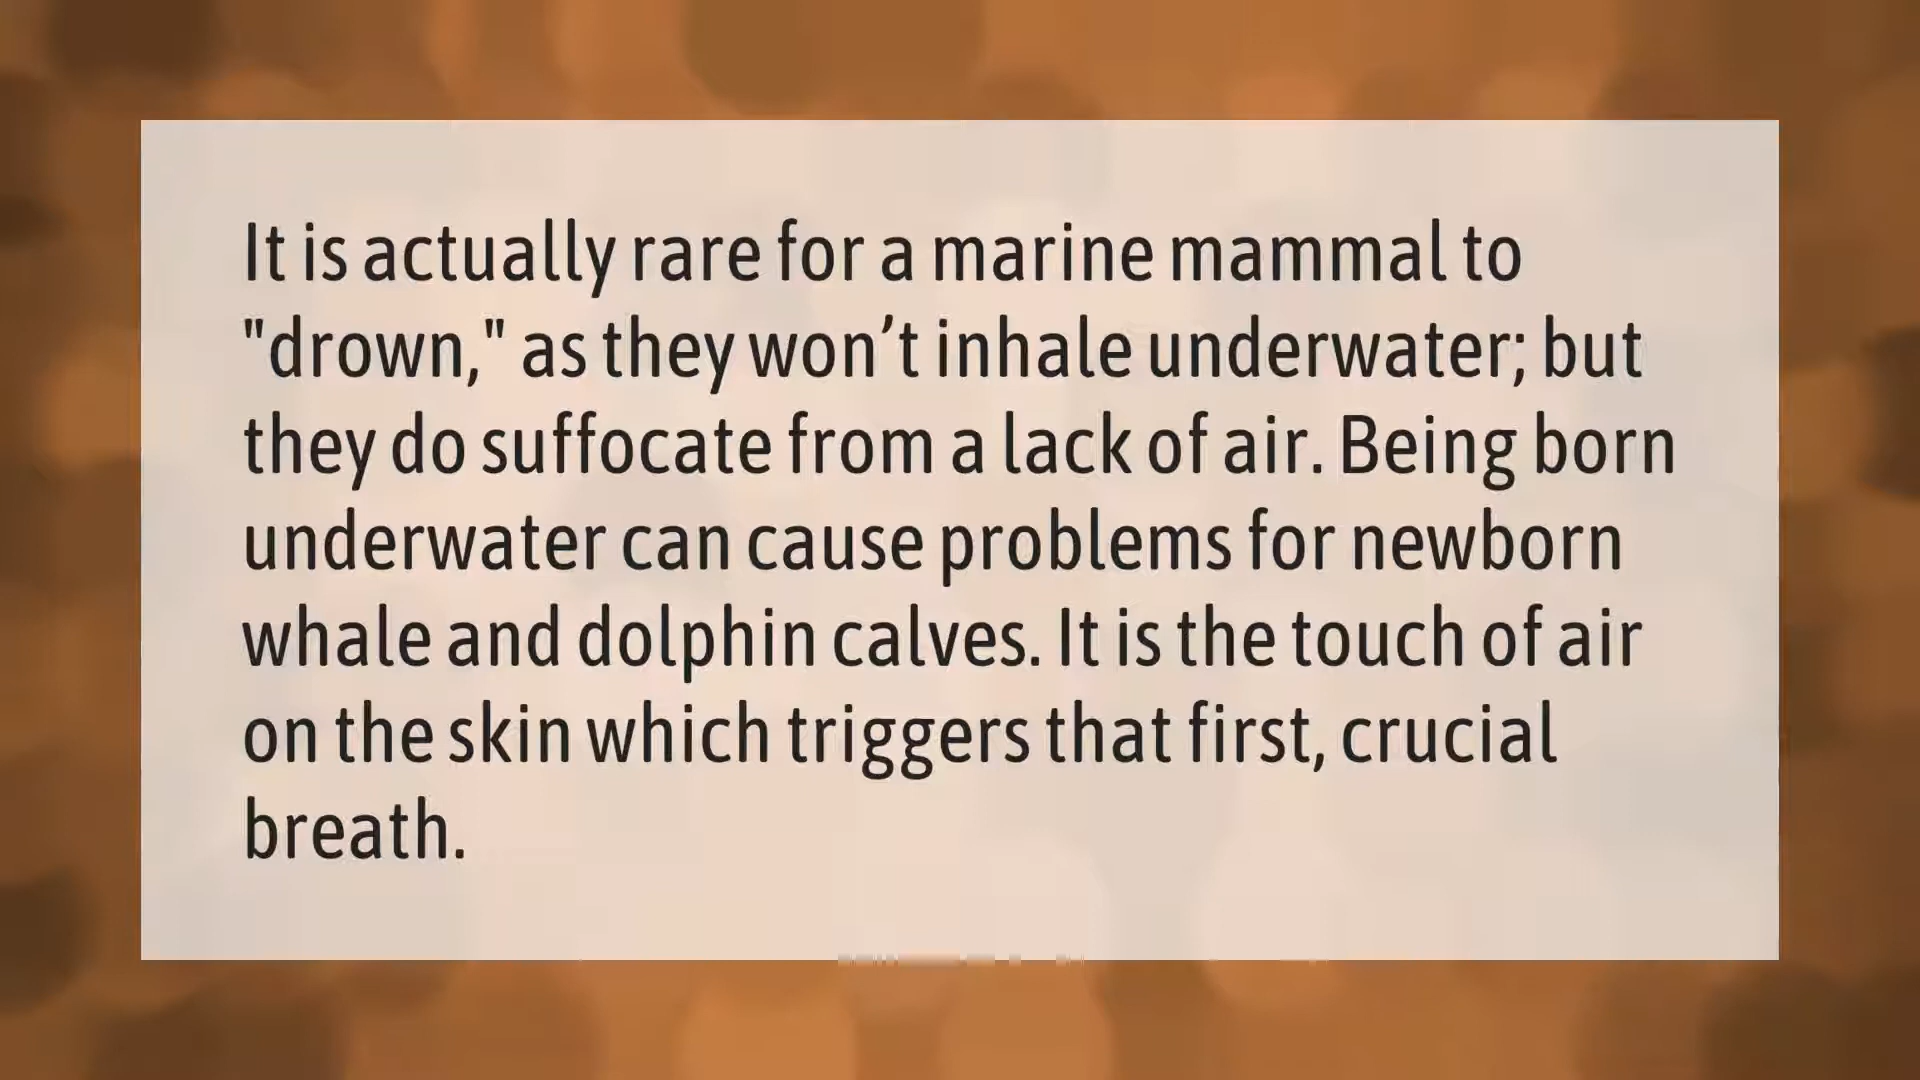 It is actually rare for a marine mammal to
"drown," as they won’t inhale underwater; but
they do suffocate from a lack of air. Being born
underwater can cause problems for newborn
whale and dolphin calves. It is the touch of air
on the skin which triggers that first, crucial
breath.